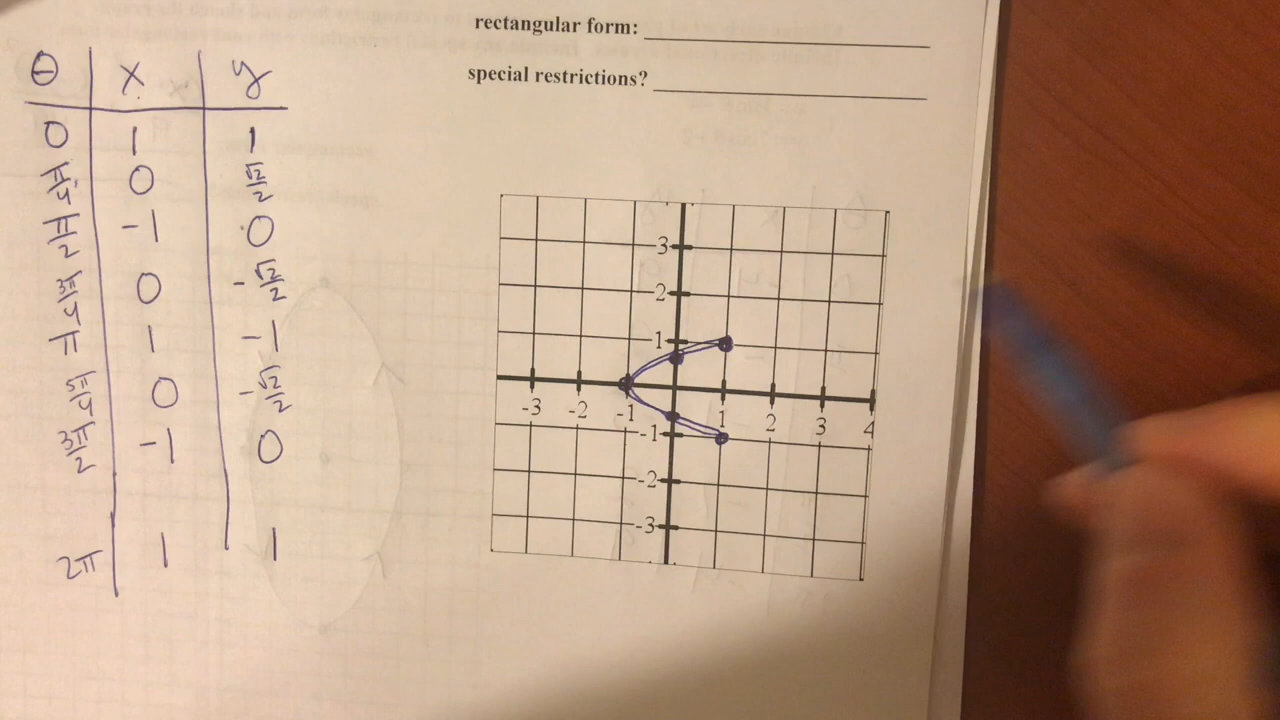 rectangular form:
special restrictions?
θ x y
0 1 1
π/4 0 √2/2
π/2 -1 0
3π/4 0 -√2/2
π 1 -1
5π/4 0 -√2/2
3π/2 -1 0
2π 1 1
3
2
1
-3 -2 -1 1 2 3 4
-1
-2
-3